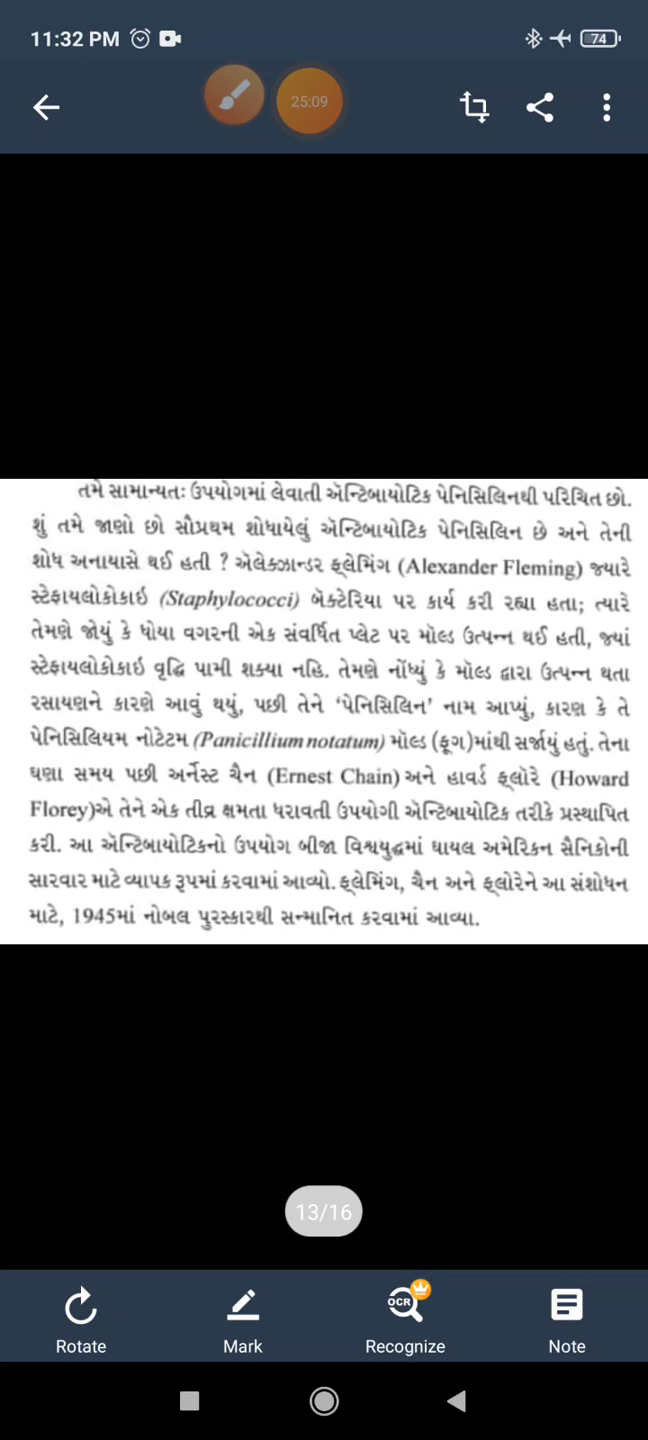 11:32 PM
74
25:09
તમે સામાન્યતઃ ઉપયોગમાં લેવાતી ઍન્ટિબાયોટિક પેનિસિલિનથી પરિચિત છો.
શું તમે જાણો છો સૌપ્રથમ શોધાયેલું ઍન્ટિબાયોટિક પેનિસિલિન છે અને તેની
શોધ અનાયાસે થઈ હતી ? ઍલેક્ઝાન્ડર ફ્લેમિંગ (Alexander Fleming) જ્યારે
સ્ટેફાયલોકોકાઇ (Staphylococci) બૅક્ટેરિયા પર કાર્ય કરી રહ્યા હતા; ત્યારે
તેમણે જોયું કે ધોયા વગરની એક સંવર્ધિત પ્લેટ પર મૉલ્ડ ઉત્પન્ન થઈ હતી, જ્યાં
સ્ટેફાયલોકોકાઇ વૃદ્ધિ પામી શક્યા નહિ. તેમણે નોંધ્યું કે મૉલ્ડ દ્વારા ઉત્પન્ન થતા
રસાયણને કારણે આવું થયું, પછી તેને ‘પેનિસિલિન’ નામ આપ્યું, કારણ કે તે
પેનિસિલિયમ નોટેટમ (Panicillium notatum) મૉલ્ડ (ફૂગ)માંથી સર્જાયું હતું. તેના
ઘણા સમય પછી અર્નેસ્ટ ચૈન (Ernest Chain) અને હાવર્ડ ફ્લૉરે (Howard
Florey)એ તેને એક તીવ્ર ક્ષમતા ધરાવતી ઉપયોગી ઍન્ટિબાયોટિક તરીકે પ્રસ્થાપિત
કરી. આ ઍન્ટિબાયોટિકનો ઉપયોગ બીજા વિશ્વયુદ્ધમાં ઘાયલ અમેરિકન સૈનિકોની
સારવાર માટે વ્યાપક રૂપમાં કરવામાં આવ્યો. ફ્લેમિંગ, ચૈન અને ફ્લોરેને આ સંશોધન
માટે, 1945માં નોબલ પુરસ્કારથી સન્માનિત કરવામાં આવ્યા.
13/16
OCR
Rotate Mark Recognize Note